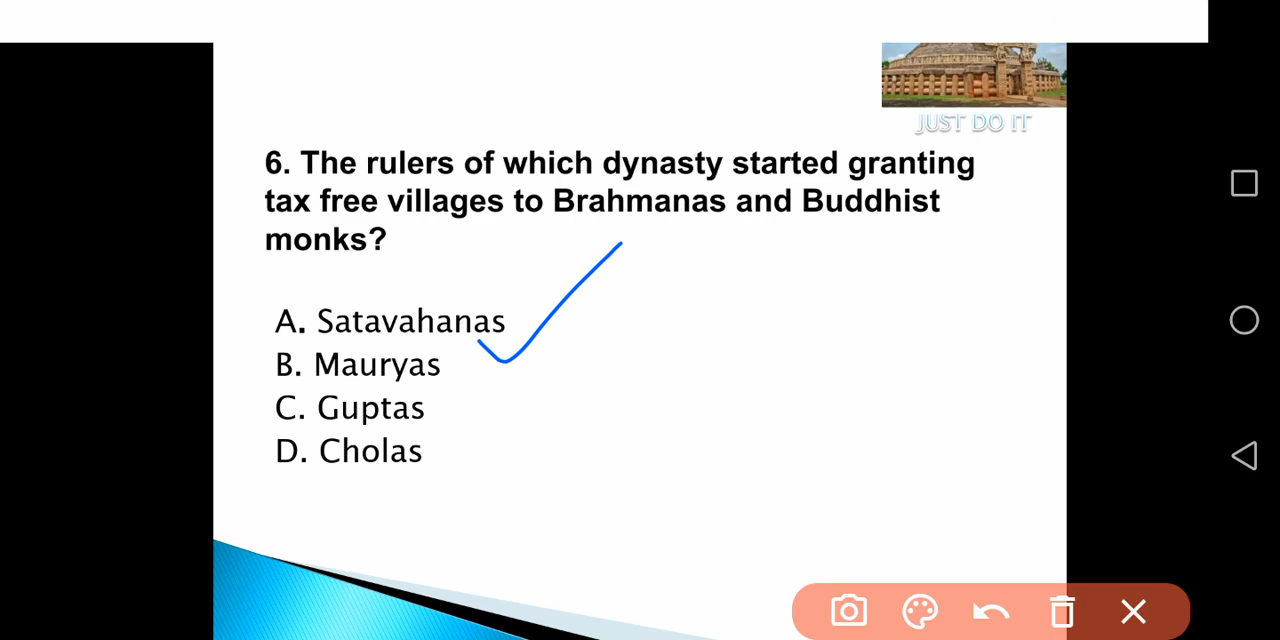 JUST DO IT
6. The rulers of which dynasty started granting
tax free villages to Brahmanas and Buddhist
monks?
A. Satavahanas
B. Mauryas
C. Guptas
D. Cholas